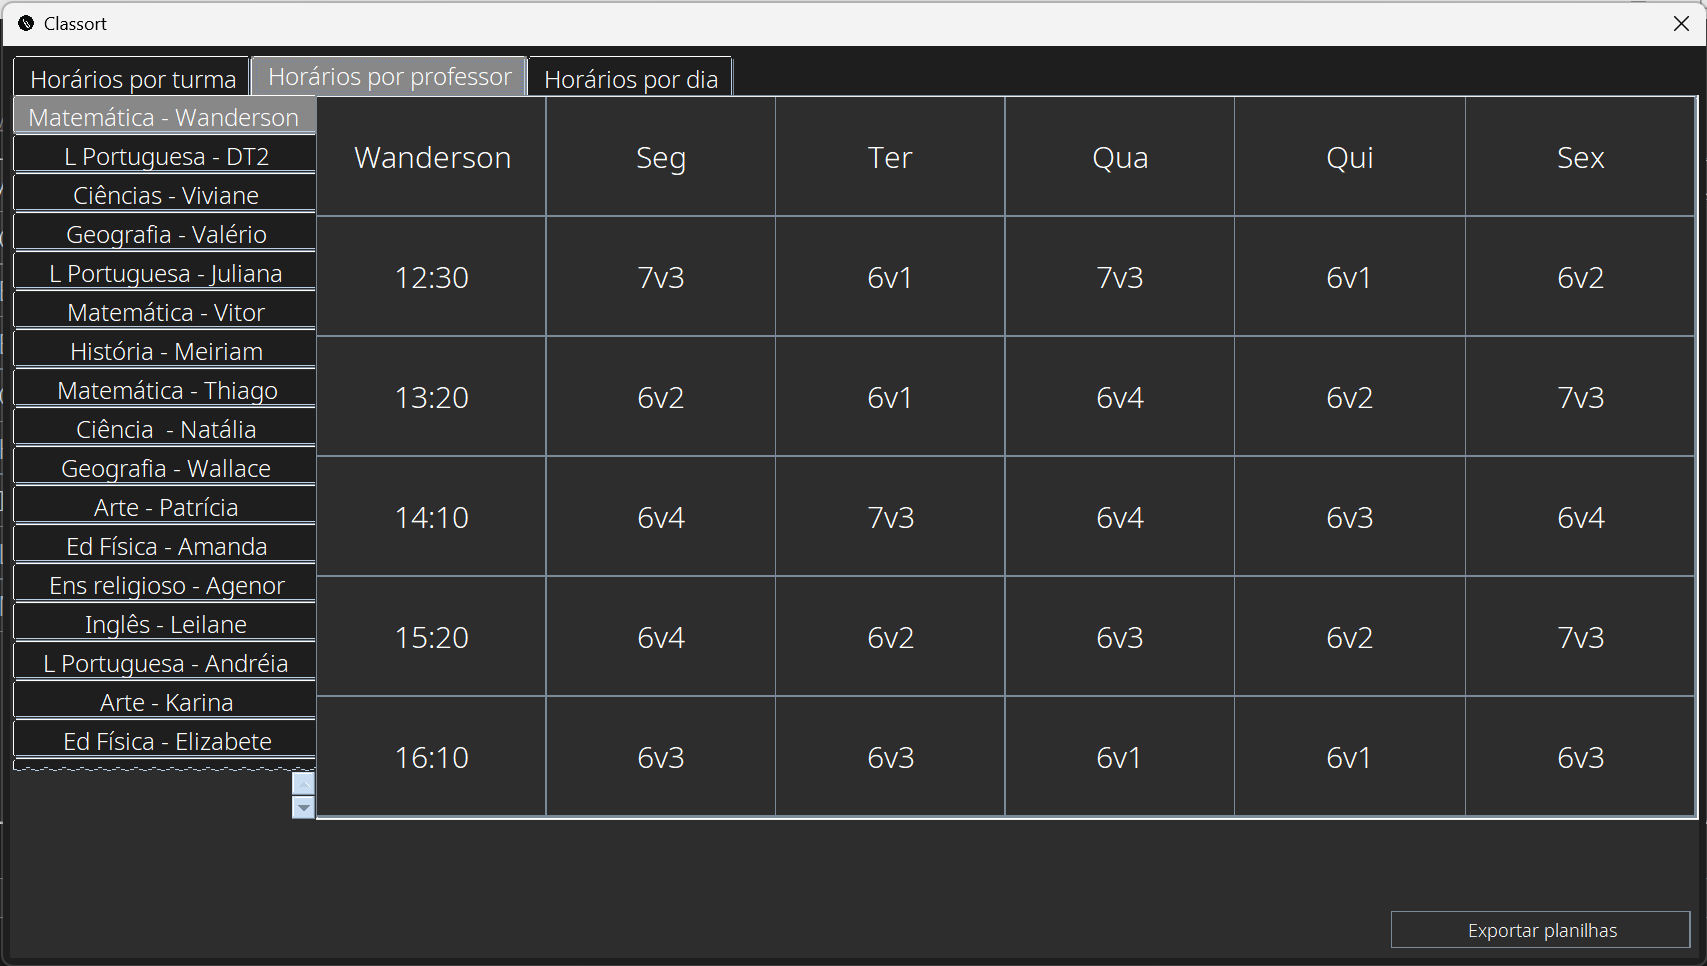 Classort
Horários por turma
Horários por professor
Horários por dia
Matemática - Wanderson
L Portuguesa - DT2
Ciências - Viviane
Geografia - Valério
L Portuguesa - Juliana
Matemática - Vitor
História - Meiriam
Matemática - Thiago
Ciência  - Natália
Geografia - Wallace
Arte - Patrícia
Ed Física - Amanda
Ens religioso - Agenor
Inglês - Leilane
L Portuguesa - Andréia
Arte - Karina
Ed Física - Elizabete
Wanderson Seg Ter Qua Qui Sex
12:30 7v3 6v1 7v3 6v1 6v2
13:20 6v2 6v1 6v4 6v2 7v3
14:10 6v4 7v3 6v4 6v3 6v4
15:20 6v4 6v2 6v3 6v2 7v3
16:10 6v3 6v3 6v1 6v1 6v3
Exportar planilhas